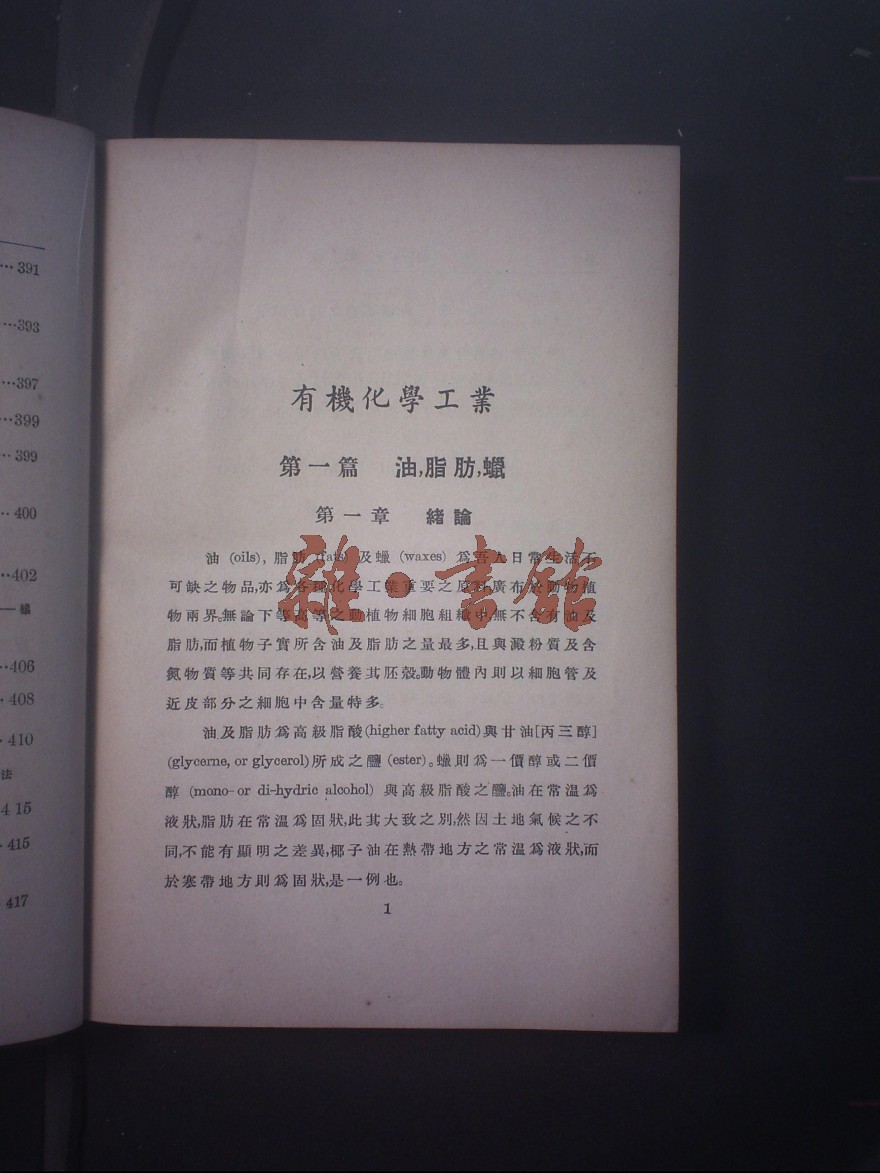 391
393
397
399
399
400
402
蠟
406
408
410
法
4 15
415
417
有機化學工業
第一篇 油,脂肪,蠟
第一章 緒論
油 (oils), 脂肪 (fats) 及蠟 (waxes) 爲吾人日常生活不
可缺之物品,亦爲各種化學工業重要之原料,廣布於動物植
物兩界。無論下等高等之動植物細胞組織中,無不含有油及
脂肪,而植物子實所含油及脂肪之量最多,且與澱粉質及含
氮物質等共同存在,以營養其胚殼。動物體內則以細胞管及
近皮部分之細胞中含量特多。
油及脂肪爲高級脂酸(higher fatty acid)與甘油[丙三醇]
(glycerne, or glycerol)所成之鹽(ester)。蠟則爲一價醇或二價
醇 (mono- or di-hydric alcohol) 與高級脂酸之鹽。油在常温爲
液狀,脂肪在常温爲固狀,此其大致之別,然因土地氣候之不
同,不能有顯明之差異,椰子油在熱帶地方之常温爲液狀,而
於寒帶地方則爲固狀,是一例也。
1
雜·書館